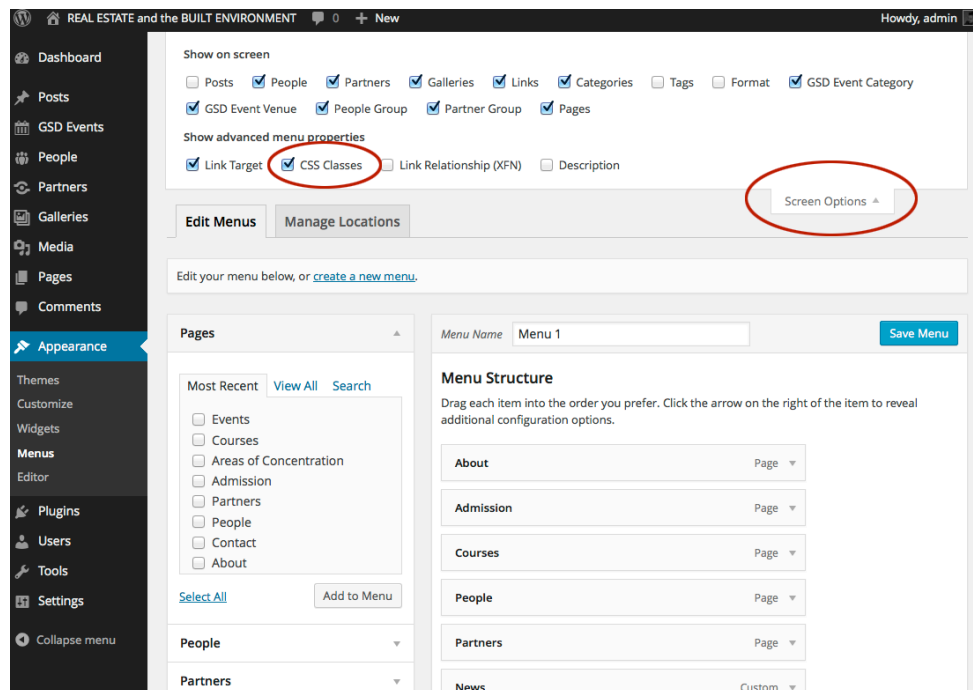 REAL ESTATE and the BUILT ENVIRONMENT 0 + New Howdy, admin
Dashboard
Posts
GSD Events
People
Partners
Galleries
Media
Pages
Comments
Appearance
Themes
Customize
Widgets
Menus
Editor
Plugins
Users
Tools
Settings
Collapse menu
Show on screen
Posts People Partners Galleries Links Categories Tags Format GSD Event Category
GSD Event Venue People Group Partner Group Pages
Show advanced menu properties
Link Target CSS Classes Link Relationship (XFN) Description
Screen Options
Edit Menus Manage Locations
Edit your menu below, or create a new menu.
Pages
Most Recent View All Search
Events
Courses
Areas of Concentration
Admission
Partners
People
Contact
About
Select All Add to Menu
People
Partners
Menu Name Menu 1 Save Menu
Menu Structure
Drag each item into the order you prefer. Click the arrow on the right of the item to reveal
additional configuration options.
About Page
Admission Page
Courses Page
People Page
Partners Page
News Custom